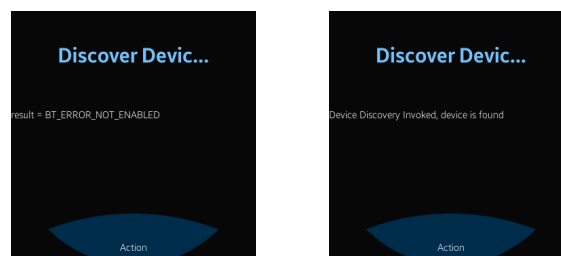 Discover Devic...
result = BT_ERROR_NOT_ENABLED
Action
Discover Devic...
Device Discovery Invoked, device is found
Action